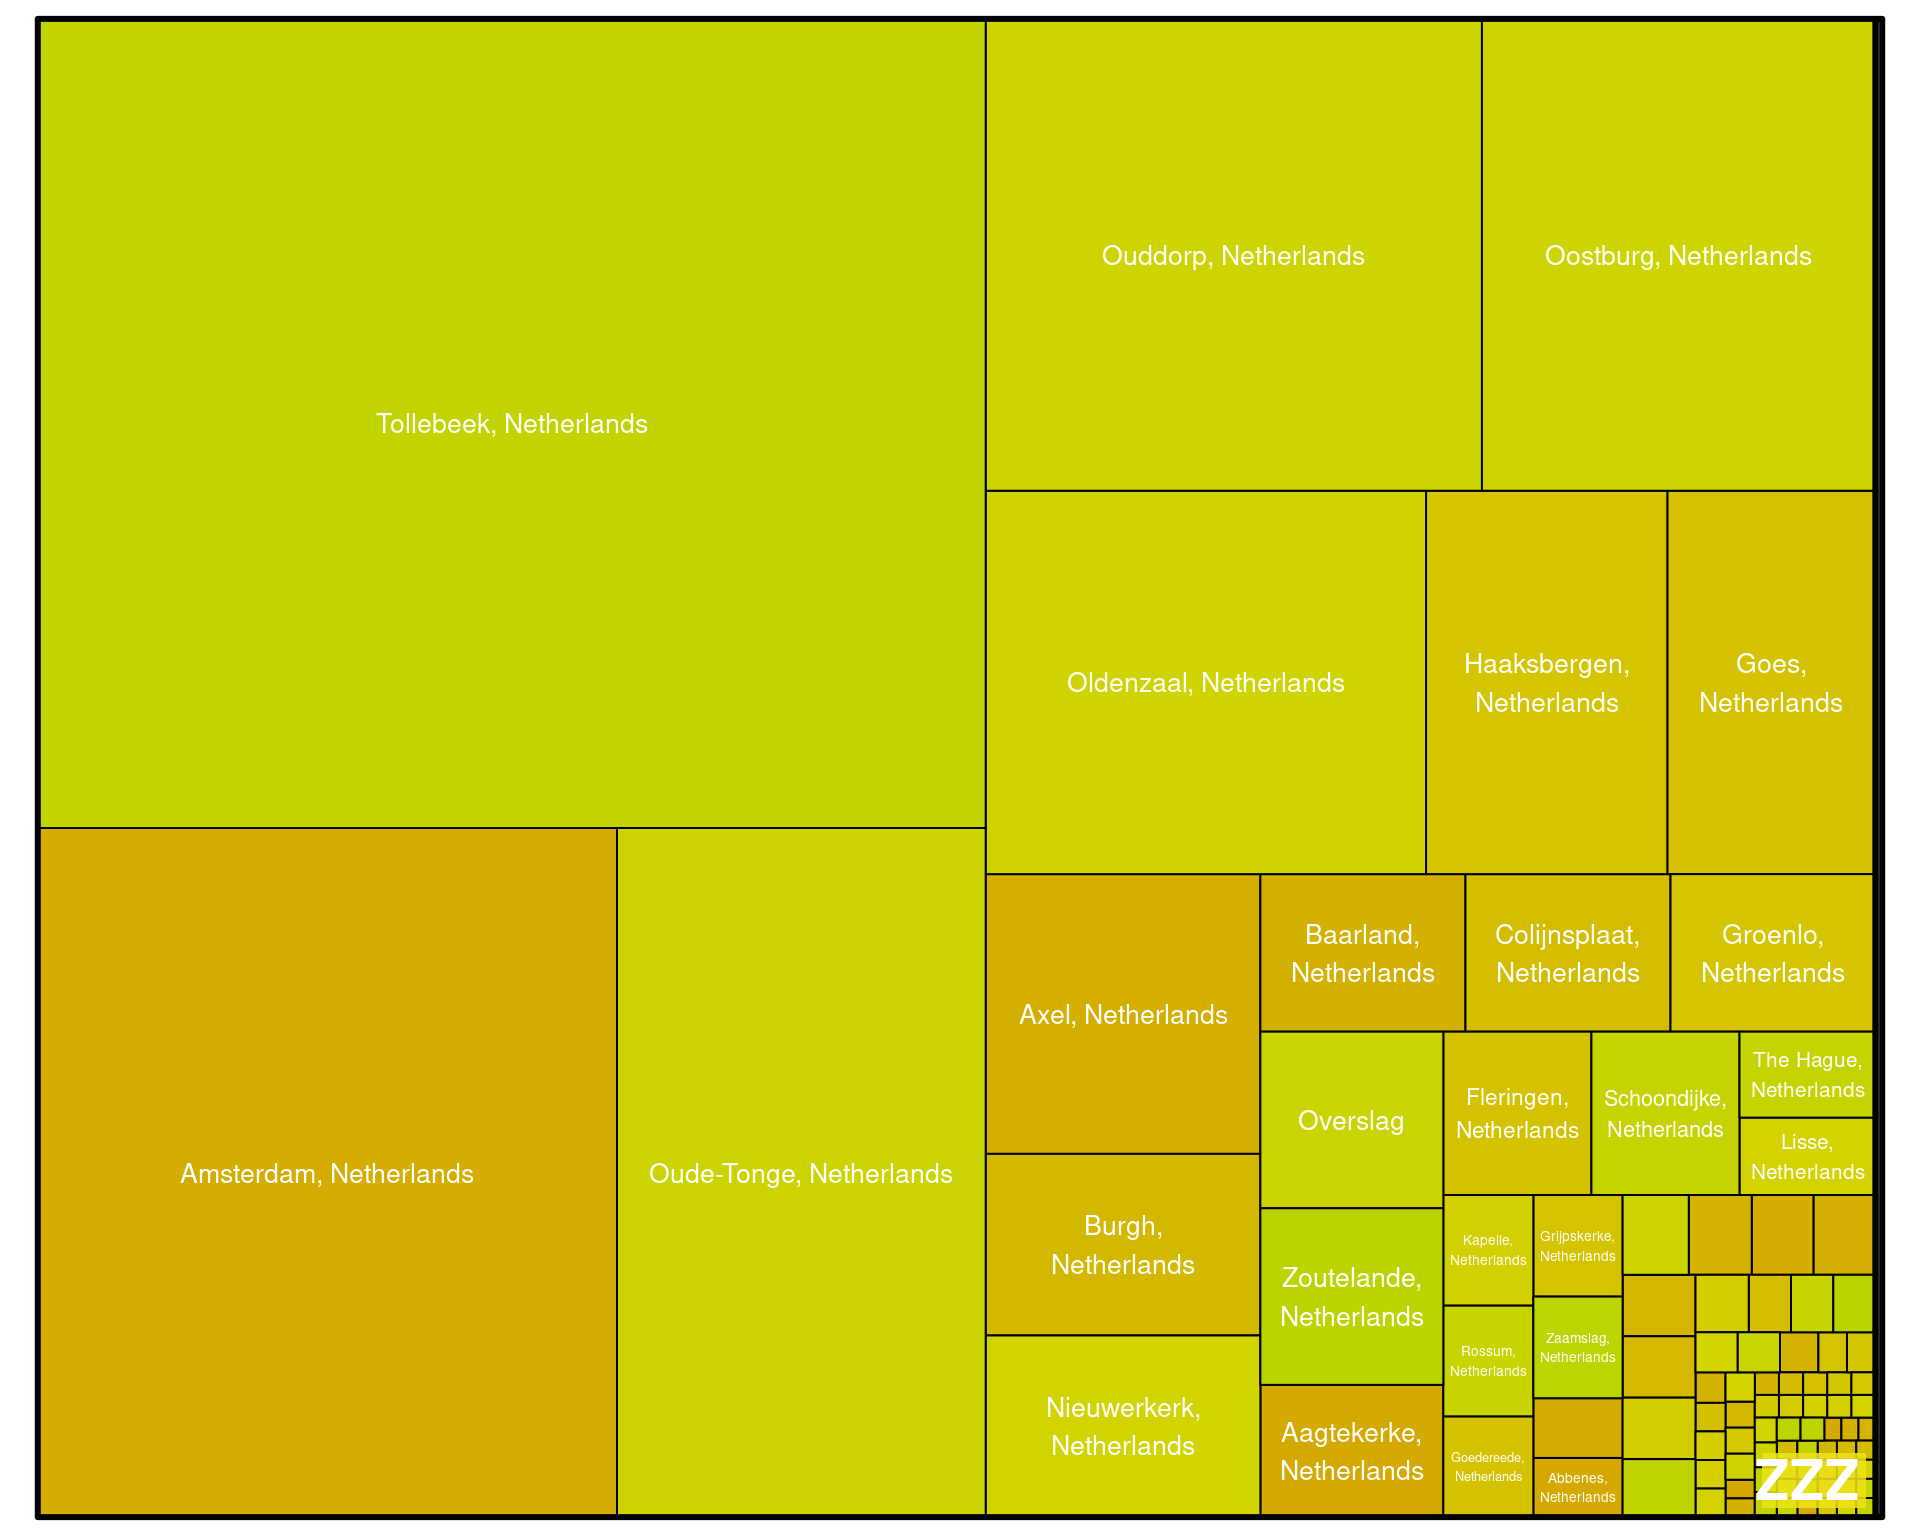 Tollebeek, Netherlands
Ouddorp, Netherlands
Oostburg, Netherlands
Oldenzaal, Netherlands
Haaksbergen,
Netherlands
Goes,
Netherlands
Amsterdam, Netherlands
Oude-Tonge, Netherlands
Axel, Netherlands
Baarland,
Netherlands
Colijnsplaat,
Netherlands
Groenlo,
Netherlands
Burgh,
Netherlands
Nieuwerkerk,
Netherlands
Overslag
Zoutelande,
Netherlands
Aagtekerke,
Netherlands
Fleringen,
Netherlands
Schoondijke,
Netherlands
The Hague,
Netherlands
Lisse,
Netherlands
Kapelle,
Netherlands
Grijpskerke,
Netherlands
Rossum,
Netherlands
Zaamslag,
Netherlands
Goedereede,
Netherlands
Abbenes,
Netherlands
zzz